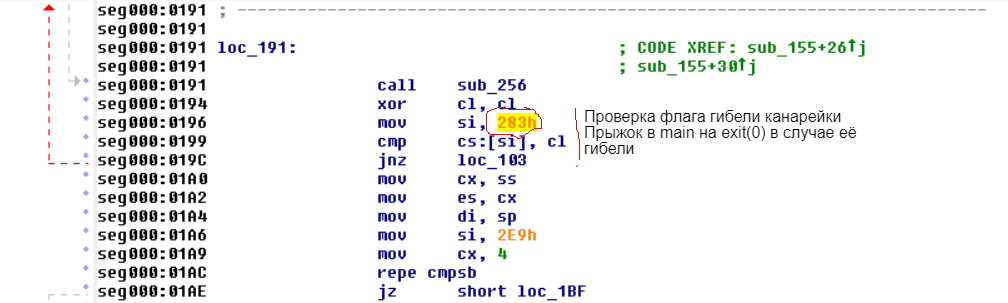 seg000:0191 ; ---------------------------------------------------------------------------
seg000:0191
seg000:0191 loc_191: ; CODE XREF: sub_155+26↑j
seg000:0191 ; sub_155+30↑j
seg000:0191 call sub_256
seg000:0194 xor cl, cl
seg000:0196 mov si, 283h
seg000:0199 cmp cs:[si], cl
seg000:019C jnz loc_103
seg000:01A0 mov cx, ss
seg000:01A2 mov es, cx
seg000:01A4 mov di, sp
seg000:01A6 mov si, 2E9h
seg000:01A9 mov cx, 4
seg000:01AC repe cmpsb
seg000:01AE jz short loc_1BF
Проверка флага гибели канарейки
Прыжок в main на exit(0) в случае её
гибели